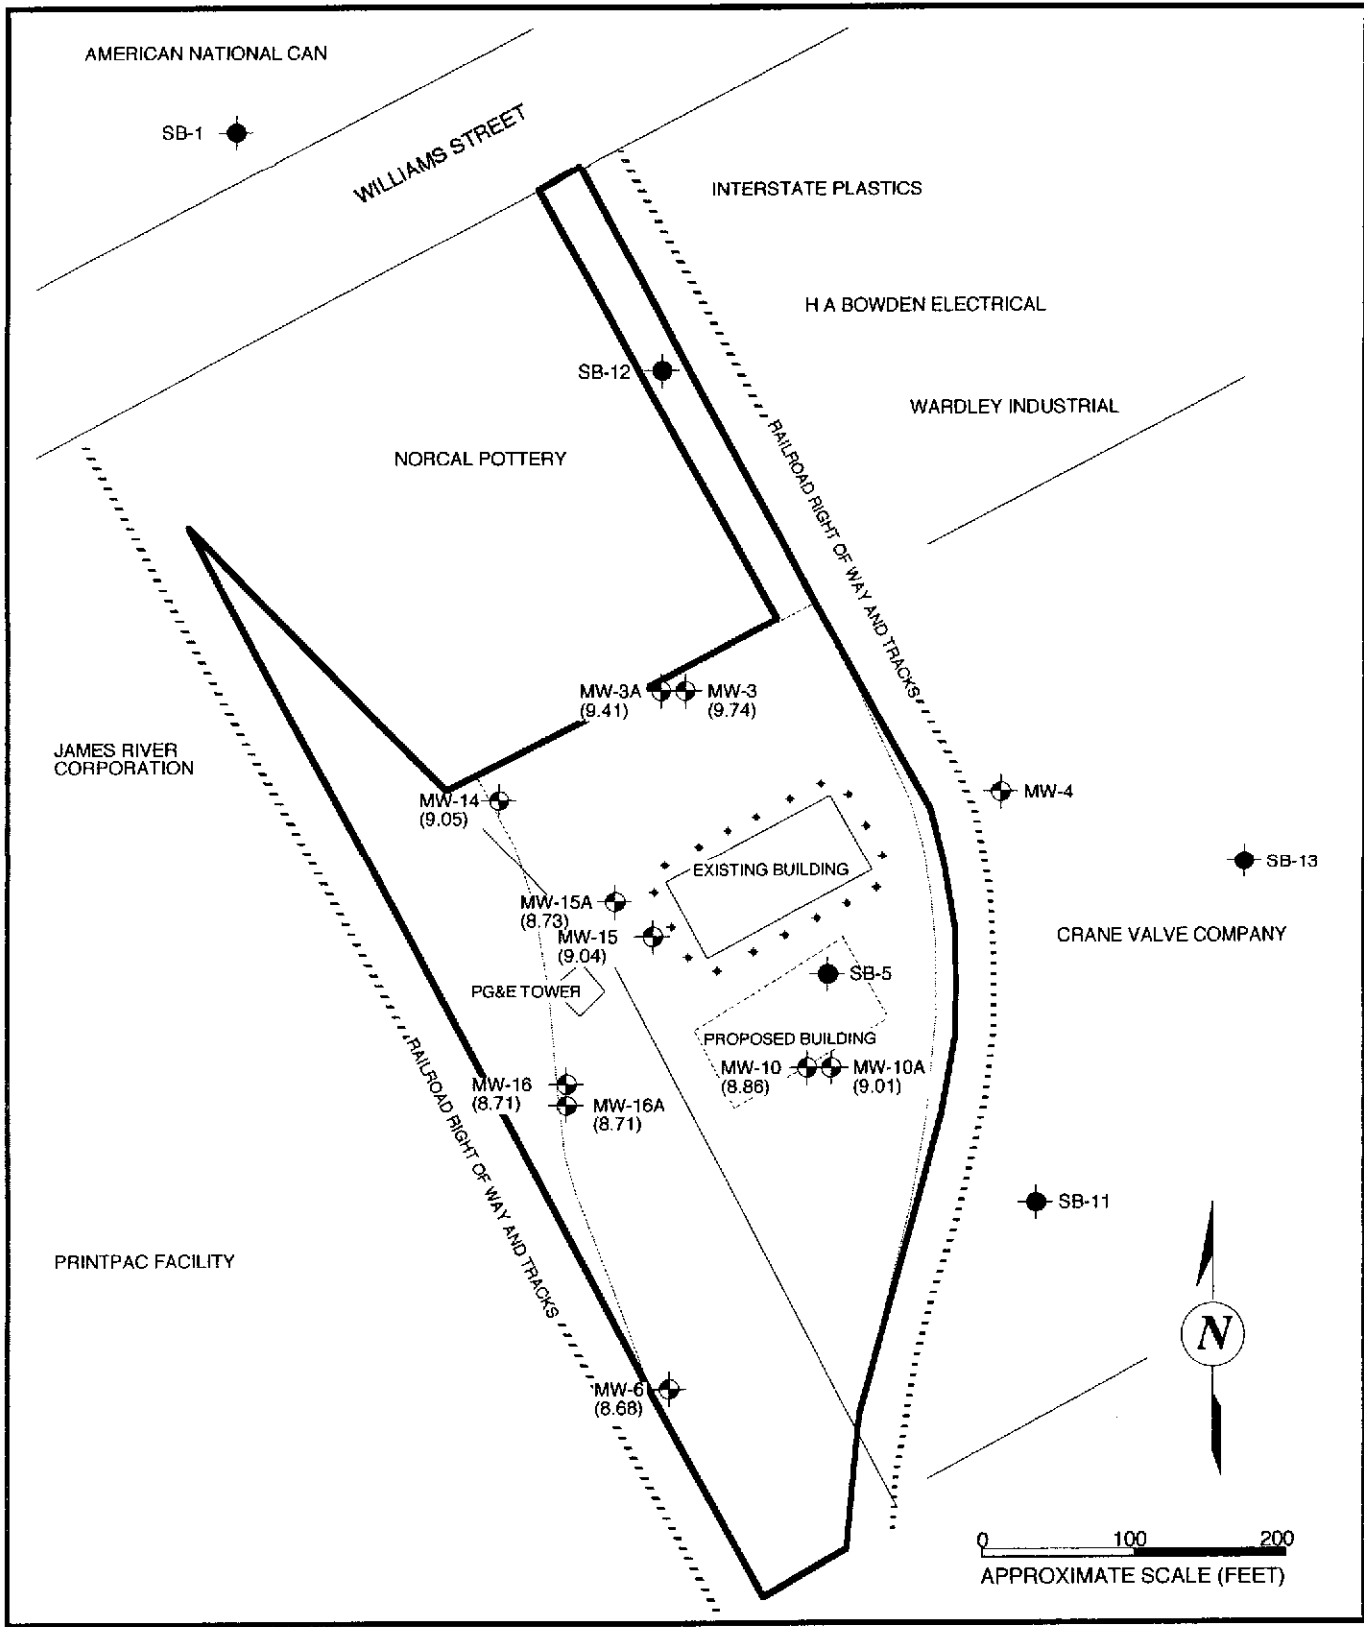 AMERICAN NATIONAL CAN
SB-1
WILLIAMS STREET
INTERSTATE PLASTICS
H A BOWDEN ELECTRICAL
SB-12
WARDLEY INDUSTRIAL
NORCAL POTTERY
RAILROAD RIGHT OF WAY AND TRACKS
MW-3A
(9.41)
MW-3
(9.74)
JAMES RIVER
CORPORATION
MW-14
(9.05)
MW-4
SB-13
EXISTING BUILDING
MW-15A
(8.73)
MW-15
(9.04)
CRANE VALVE COMPANY
SB-5
PG&E TOWER
PROPOSED BUILDING
MW-10
(8.86)
MW-10A
(9.01)
MW-16
(8.71)
MW-16A
(8.71)
RAILROAD RIGHT OF WAY AND TRACKS
SB-11
PRINTPAC FACILITY
N
MW-6
(8.68)
0 100 200
APPROXIMATE SCALE (FEET)